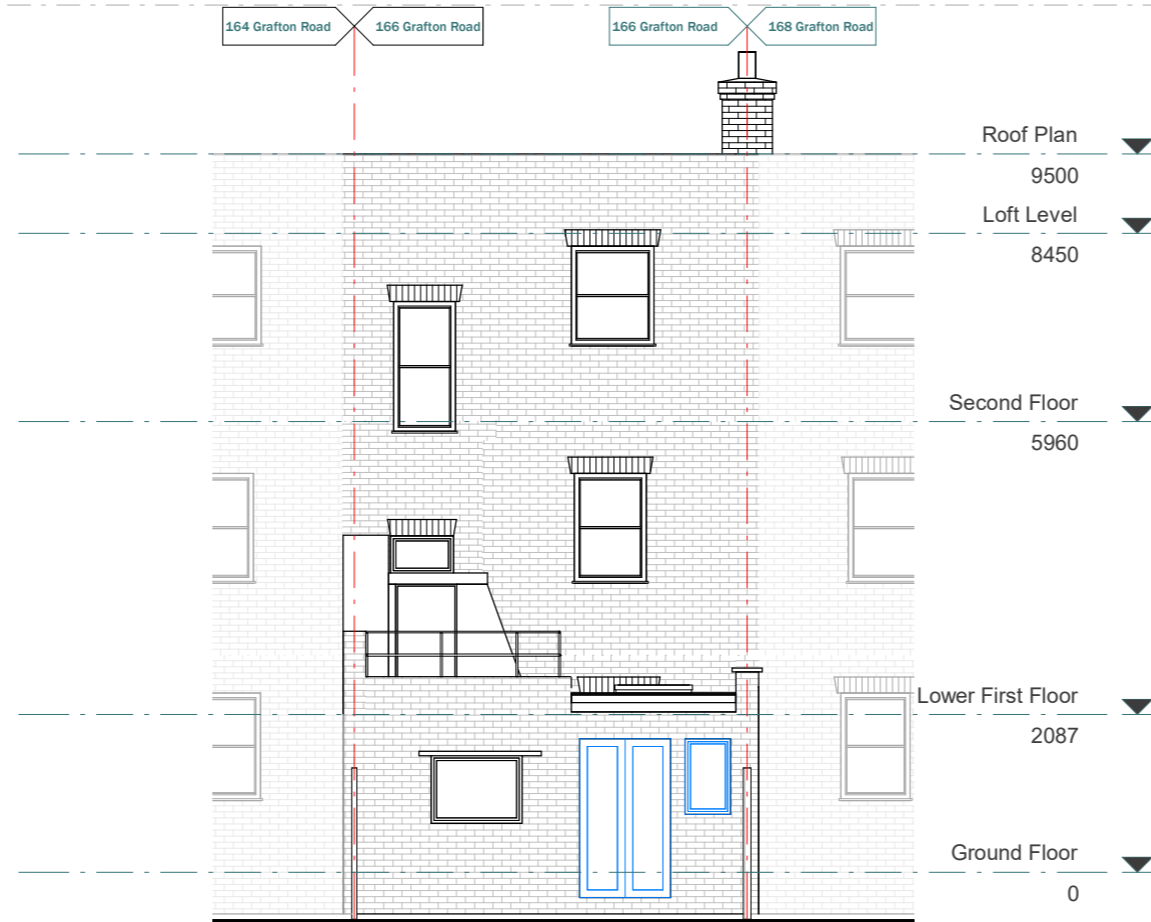 164 Grafton Road
166 Grafton Road
166 Grafton Road
168 Grafton Road
Roof Plan
9500
Loft Level
8450
Second Floor
5960
Lower First Floor
2087
Ground Floor
0